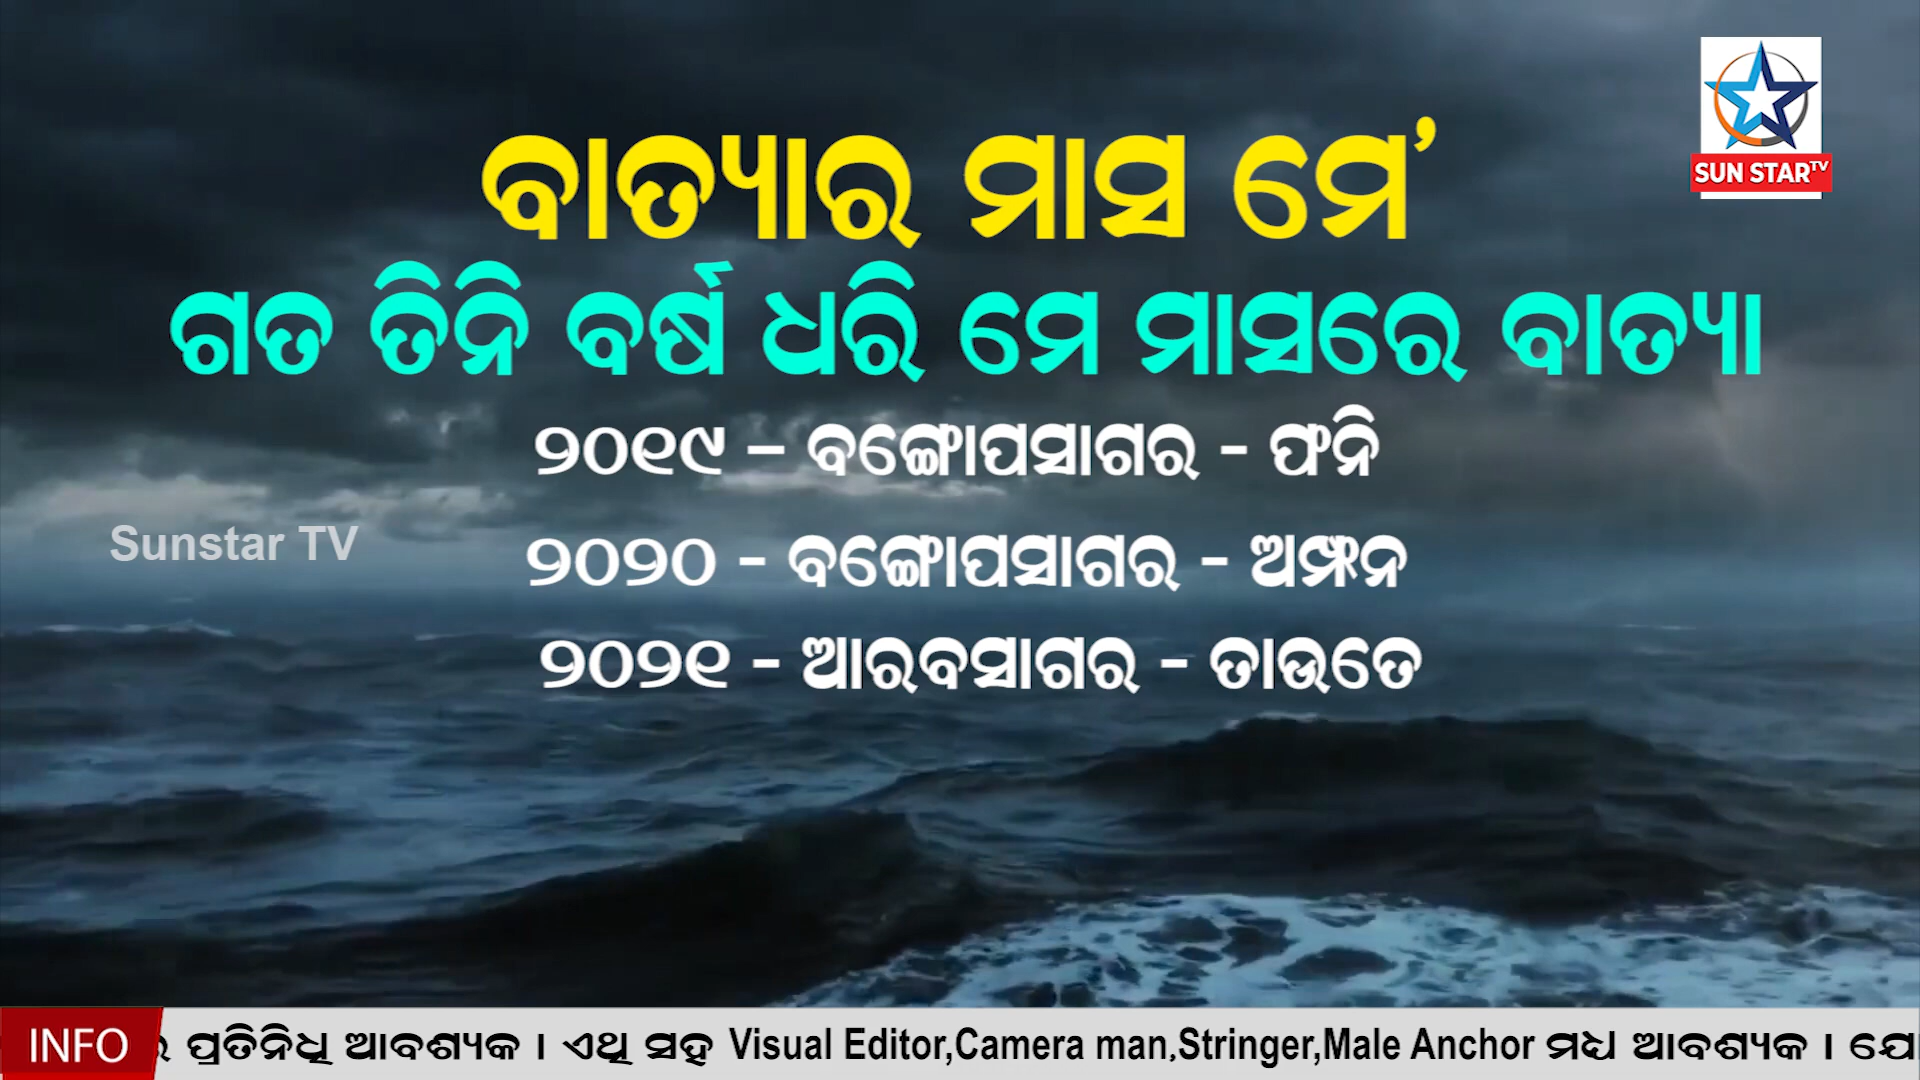 SUN STAR TV
ବାତ୍ୟାର ମାସ ମେ’
ଗତ ତିନି ବର୍ଷ ଧରି ମେ ମାସରେ ବାତ୍ୟା
୨୦୧୯ – ବଙ୍ଗୋପସାଗର - ଫନି
Sunstar TV
୨୦୨୦ - ବଙ୍ଗୋପସାଗର - ଅମ୍ଫନ
୨୦୨୧ - ଆରବସାଗର - ତାଉତେ
INFO ପ୍ରତିନିଧି ଆବଶ୍ୟକ । ଏଥି ସହ Visual Editor,Camera man,Stringer,Male Anchor ମଧ୍ୟ ଆବଶ୍ୟକ । ଯୋ